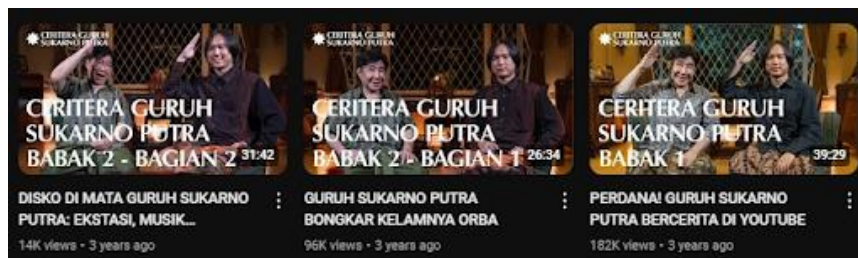 CERITERA GURUH
SUKARNO PUTRA
CERITERA GURUH
SUKARNO PUTRA
BABAK 2 - BAGIAN 2
31:42
DISKO DI MATA GURUH SUKARNO
PUTRA: EKSTASI, MUSIK...
14K views • 3 years ago
CERITERA GURUH
SUKARNO PUTRA
CERITERA GURUH
SUKARNO PUTRA
BABAK 2 - BAGIAN 1
26:34
GURUH SUKARNO PUTRA
BONGKAR KELAMNYA ORBA
96K views • 3 years ago
CERITERA GURUH
SUKARNO PUTRA
CERITERA GURUH
SUKARNO PUTRA
BABAK 1
39:29
PERDANA! GURUH SUKARNO
PUTRA BERCERITA DI YOUTUBE
182K views • 3 years ago